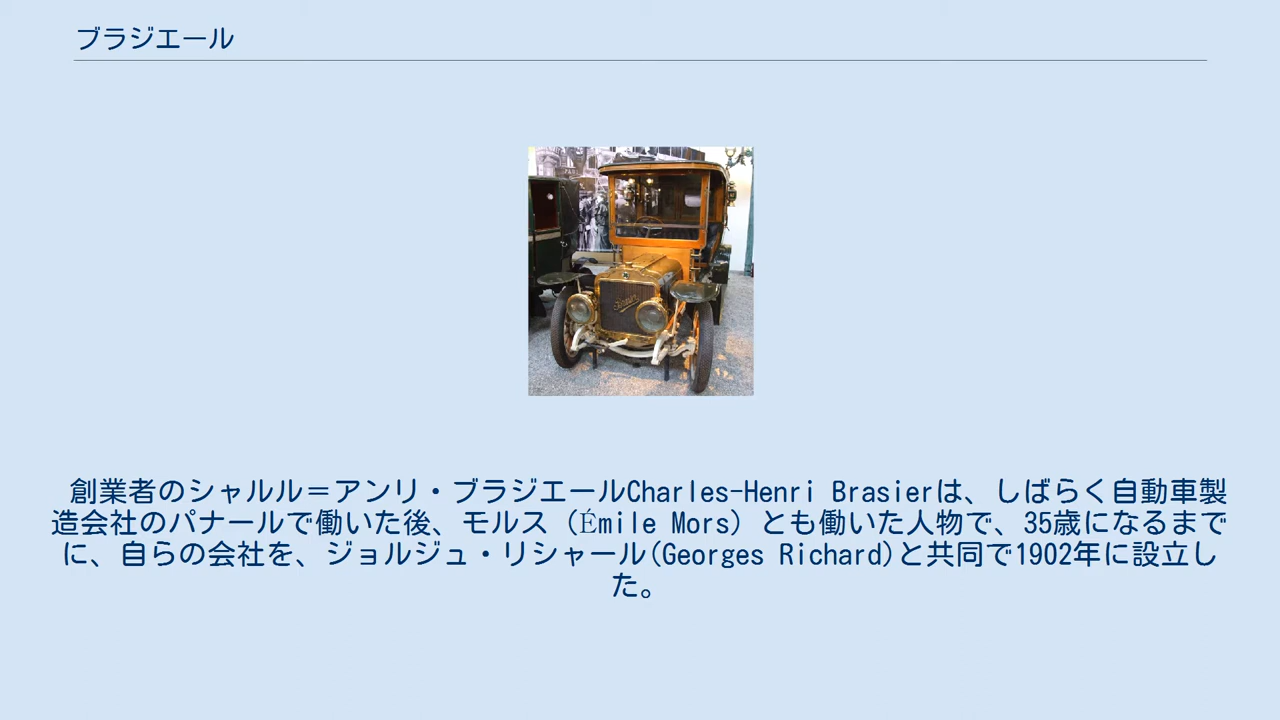 ブラジエール
創業者のシャルル＝アンリ・ブラジエールCharles-Henri Brasierは、しばらく自動車製
造会社のパナールで働いた後、モルス（Émile Mors）とも働いた人物で、35歳になるまで
に、自らの会社を、ジョルジュ・リシャール(Georges Richard)と共同で1902年に設立し
た。